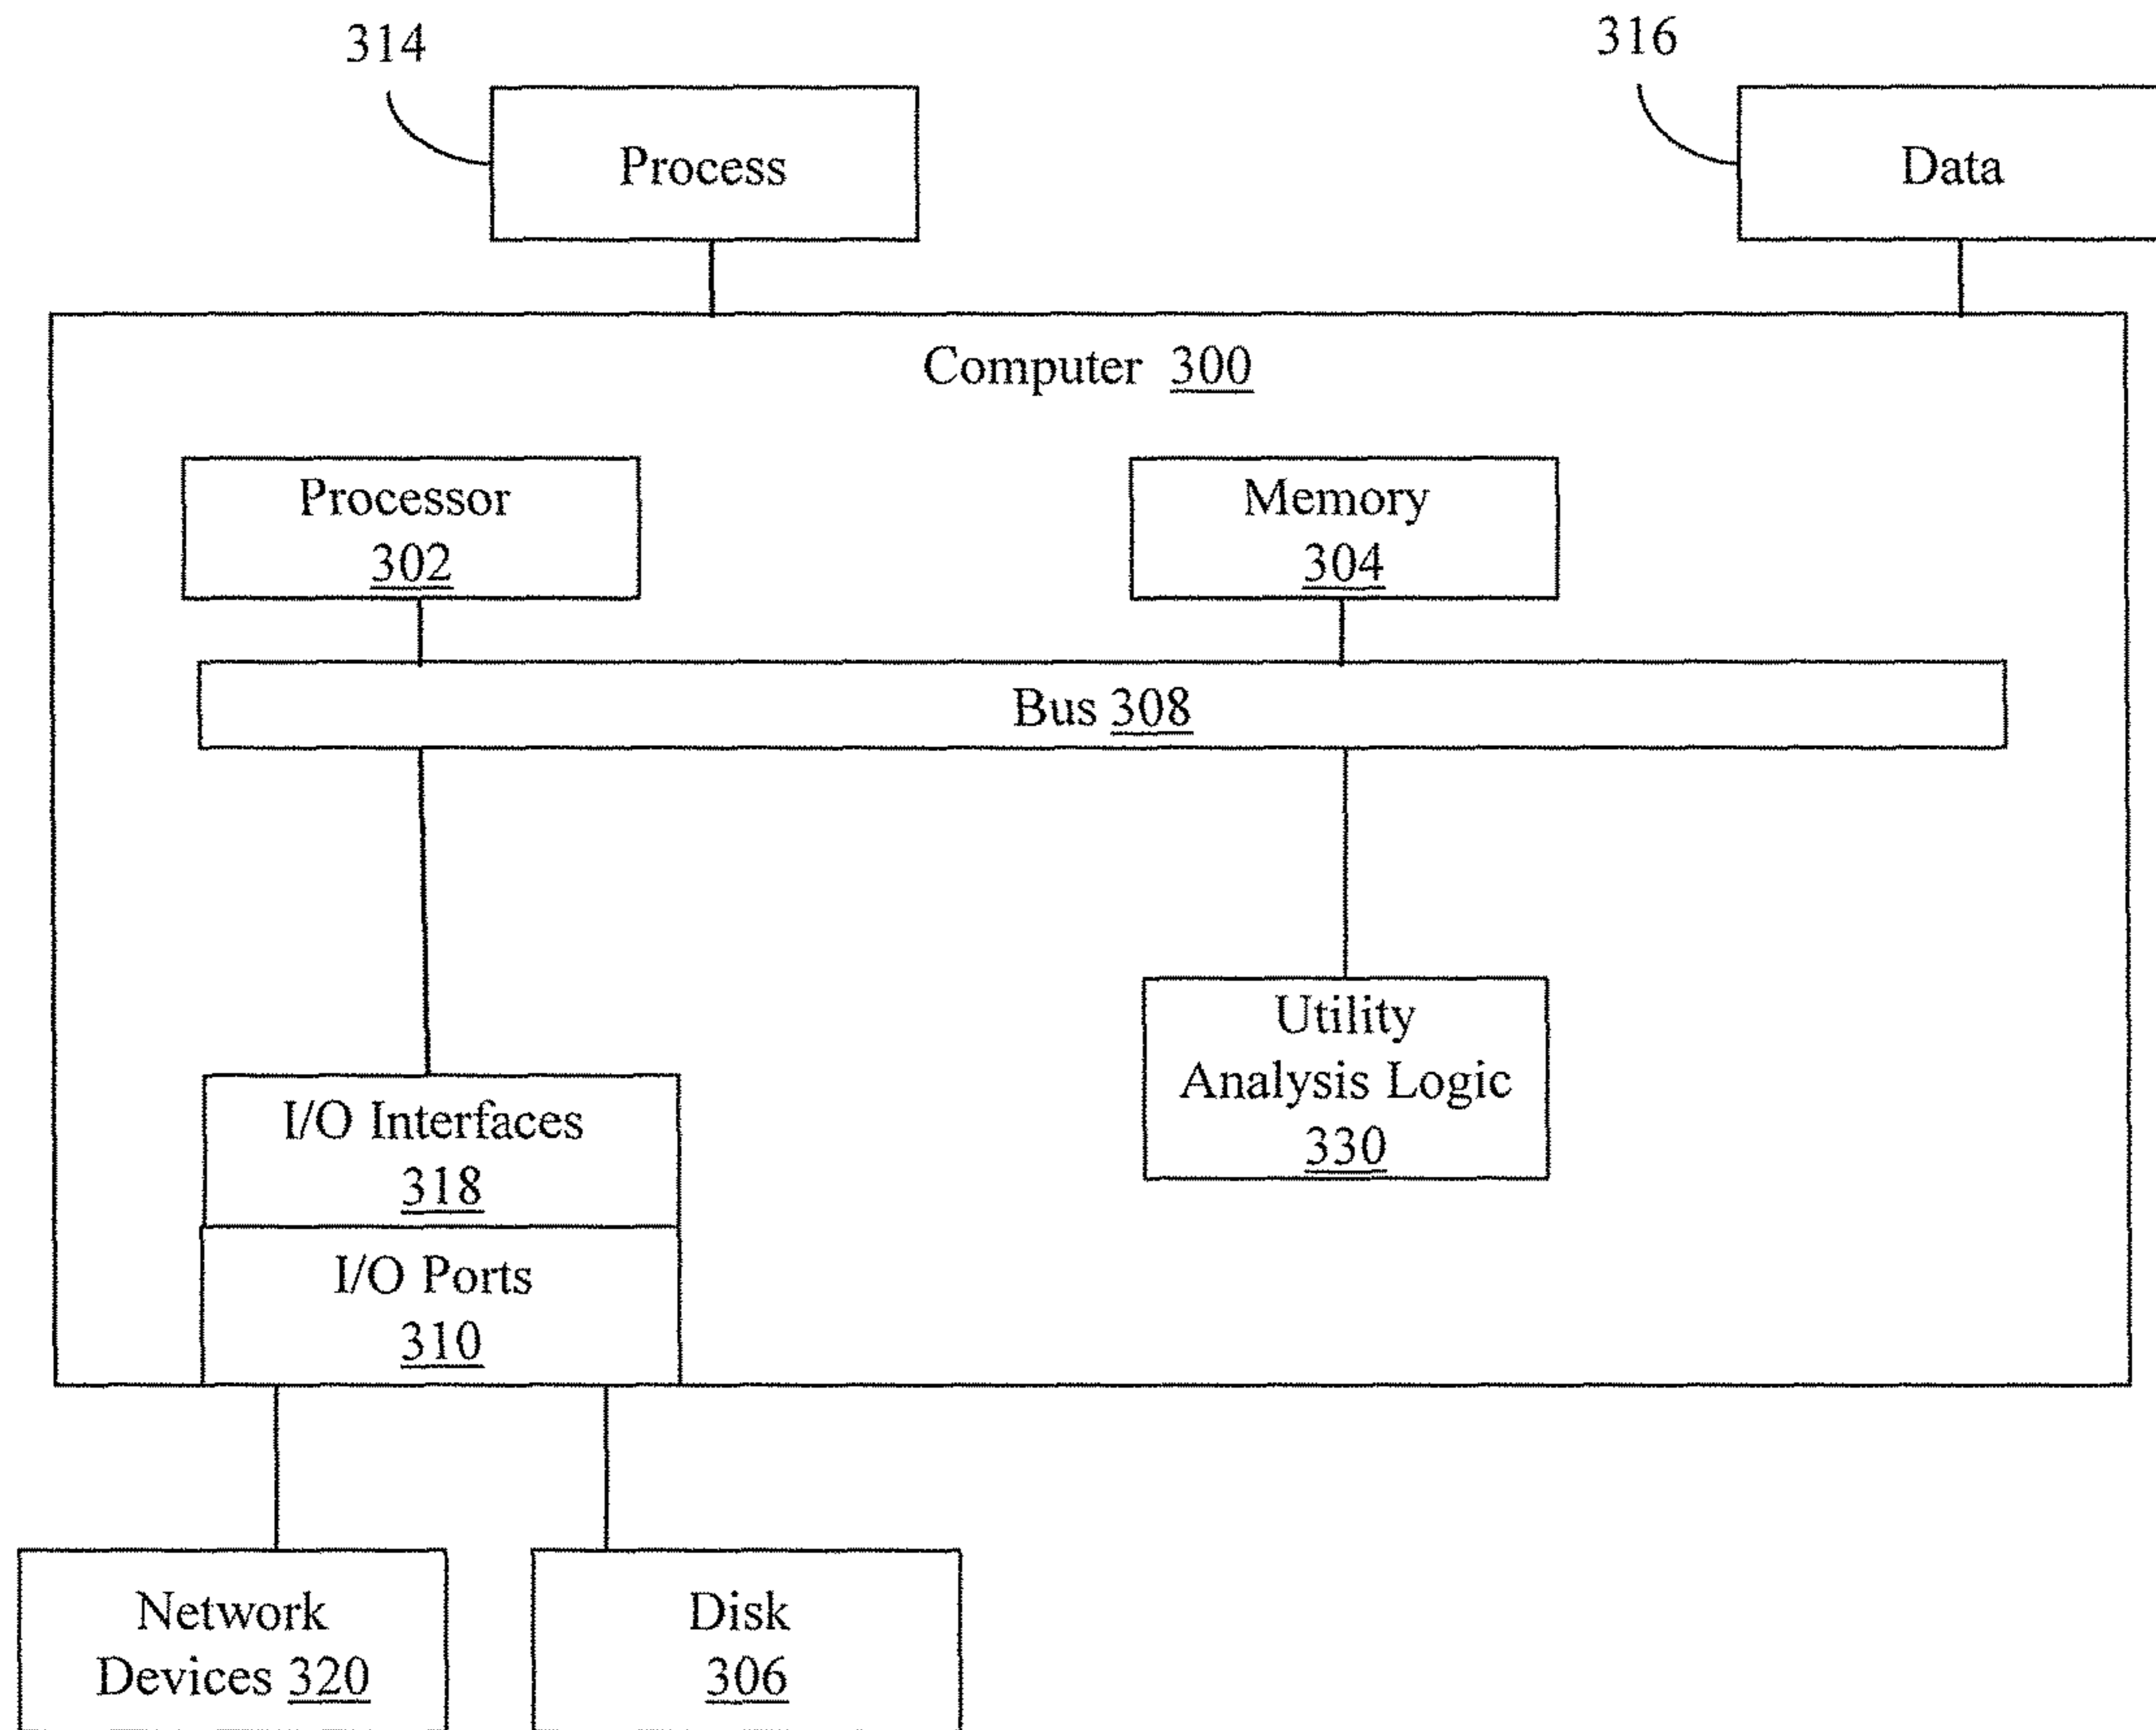 314
316
Process
Data
Computer 300
Processor
302
Memory
304
Bus 308
Utility
Analysis Logic
330
I/O Interfaces
318
I/O Ports
310
Network
Devices 320
Disk
306